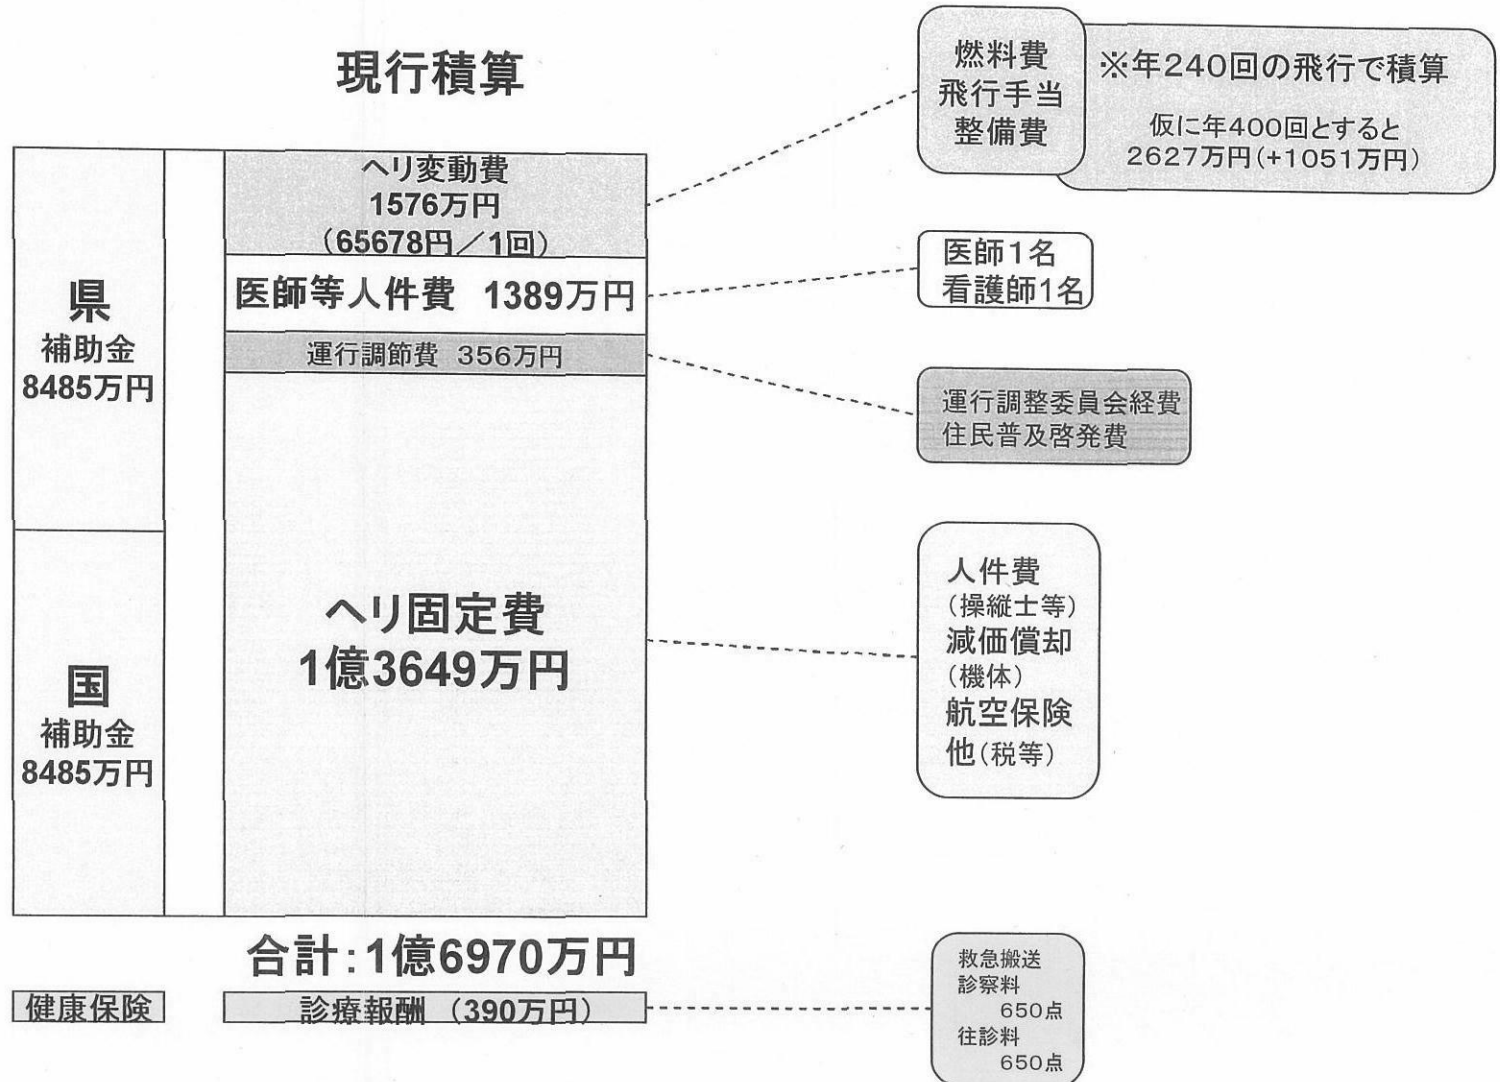 現行積算
県
補助金
8485万円
国
補助金
8485万円
ヘリ変動費
1576万円
（65678円／1回）
医師等人件費 1389万円
運行調節費 356万円
ヘリ固定費
1億3649万円
合計：1億6970万円
健康保険
診療報酬（390万円）
燃料費
飛行手当
整備費
※年240回の飛行で積算
仮に年400回とすると
2627万円(+1051万円)
医師1名
看護師1名
運行調整委員会経費
住民普及啓発費
人件費
(操縦士等)
減価償却
(機体)
航空保険
他(税等)
救急搬送
診察料
650点
往診料
650点